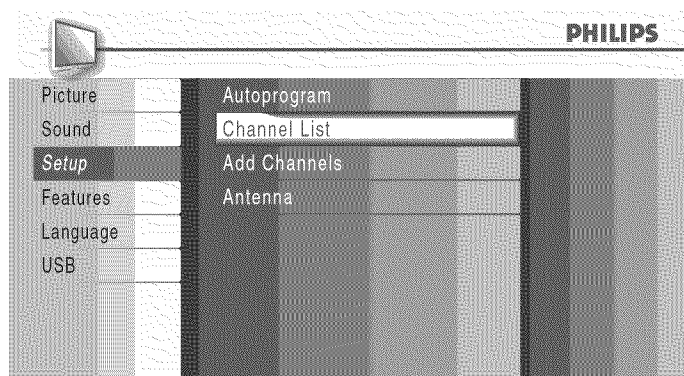 PHILIPS
Picture
Sound
Setup
Features
Language
USB
Autoprogram
Channel List
Add Channels
Antenna